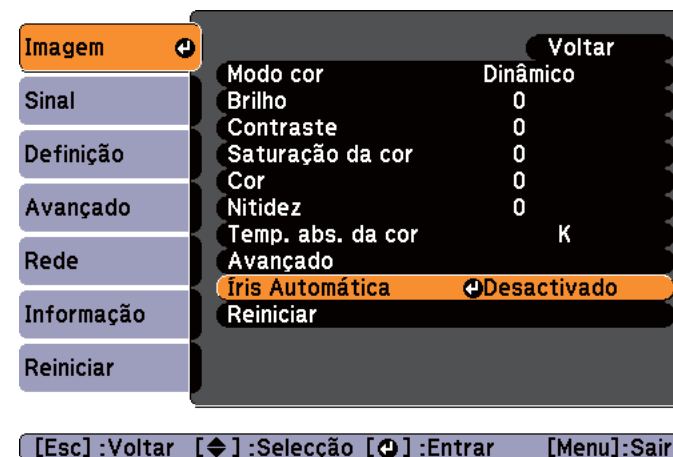 Imagem
Sinal
Definição
Avançado
Rede
Informação
Reiniciar
Voltar
Modo cor Dinâmico
Brilho 0
Contraste 0
Saturação da cor 0
Cor 0
Nitidez 0
Temp. abs. da cor K
Avançado
Íris Automática Desactivado
Reiniciar
[Esc] :Voltar [ ] :Selecção [ ] :Entrar [Menu]:Sair